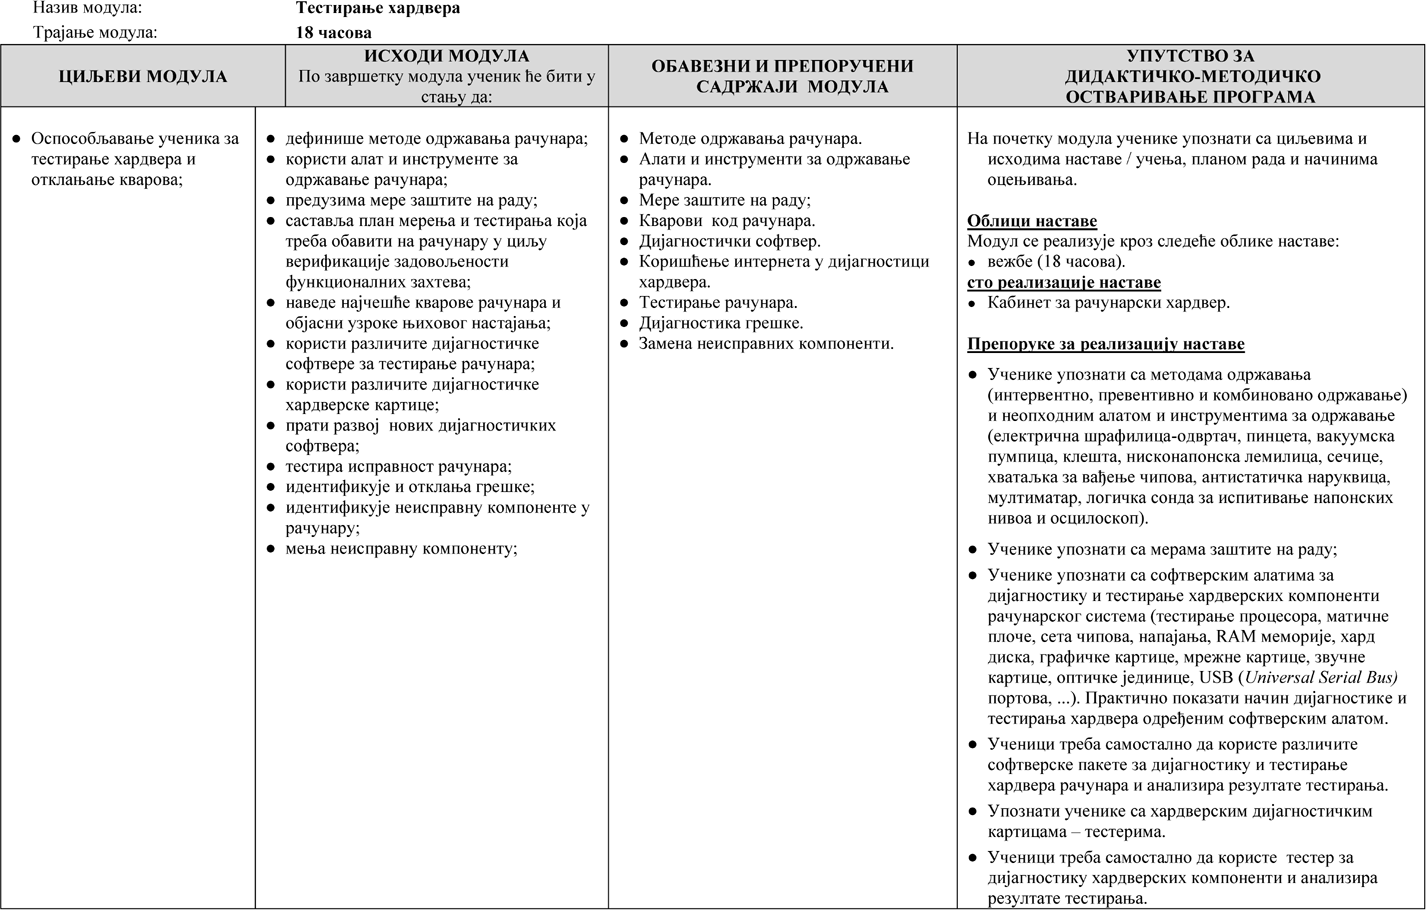 Назив модула: Тестирање хардвера
Трајање модула: 18 часова
ЦИЉЕВИ МОДУЛА
ИСХОДИ МОДУЛА
По завршетку модула ученик ће бити у
стању да:
ОБАВЕЗНИ И ПРЕПОРУЧЕНИ
САДРЖАЈИ МОДУЛА
УПУТСТВО ЗА
ДИДАКТИЧКО-МЕТОДИЧКО
ОСТВАРИВАЊЕ ПРОГРАМА
● Оспособљавање ученика за
тестирање хардвера и
отклањање кварова;
● дефинише методе одржавања рачунара;
● користи алат и инструменте за
одржавање рачунара;
● предузима мере заштите на раду;
● саставља план мерења и тестирања која
треба обавити на рачунару у циљу
верификације задовољености
функционалних захтева;
● наведе најчешће кварове рачунара и
објасни узроке њиховог настајања;
● користи различите дијагностичке
софтвере за тестирање рачунара;
● користи различите дијагностичке
хардверске картице;
● прати развој нових дијагностичких
софтвера;
● тестира исправност рачунара;
● идентификује и отклања грешке;
● идентификује неисправну компоненте у
рачунару;
● мења неисправну компоненту;
● Методе одржавања рачунара.
● Алати и инструменти за одржавање
рачунара.
● Мере заштите на раду;
● Кварови код рачунара.
● Дијагностички софтвер.
● Коришћење интернета у дијагностици
хардвера.
● Тестирање рачунара.
● Дијагностика грешке.
● Замена неисправних компоненти.
На почетку модула ученике упознати са циљевима и
исходима наставе / учења, планом рада и начинима
оцењивања.
Облици наставе
Модул се реализује кроз следеће облике наставе:
● вежбе (18 часова).
сто реализације наставе
● Кабинет за рачунарски хардвер.
Препоруке за реализацију наставе
● Ученике упознати са методама одржавања
(интервентно, превентивно и комбиновано одржавање)
и неопходним алатом и инструментима за одржавање
(електрична шрафилица-одвртач, пинцета, вакуумска
пумпица, клешта, нисконапонска лемилица, сечице,
хватаљка за вађење чипова, антистатичка наруквица,
мултиматар, логичка сонда за испитивање напонских
нивоа и осцилоскоп).
● Ученике упознати са мерама заштите на раду;
● Ученике упознати са софтверским алатима за
дијагностику и тестирање хардверских компоненти
рачунарског система (тестирање процесора, матичне
плоче, сета чипова, напајања, RAM меморије, хард
диска, графичке картице, мрежне картице, звучне
картице, оптичке јединице, USB (Universal Serial Bus)
портова, ...). Практично показати начин дијагностике и
тестирања хардвера одређеним софтверским алатом.
● Ученици треба самостално да користе различите
софтверске пакете за дијагностику и тестирање
хардвера рачунара и анализира резултате тестирања.
● Упознати ученике са хардверским дијагностичким
картицама – тестерима.
● Ученици треба самостално да користе тестер за
дијагностику хардверских компоненти и анализира
резултате тестирања.